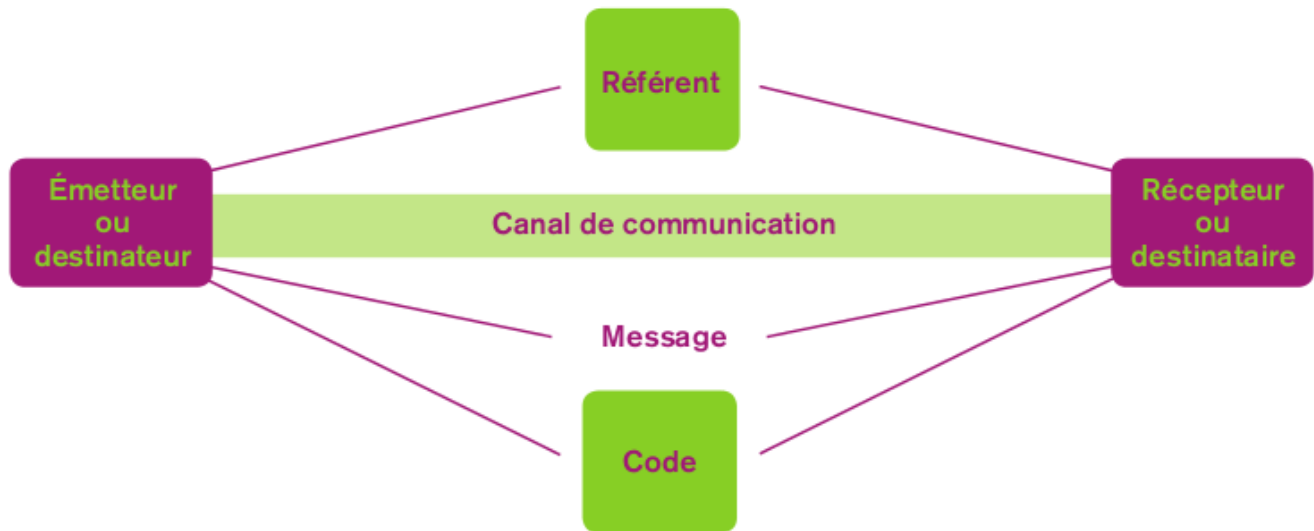 Référent
Émetteur
ou
destinateur
Canal de communication
Récepteur
ou
destinataire
Message
Code